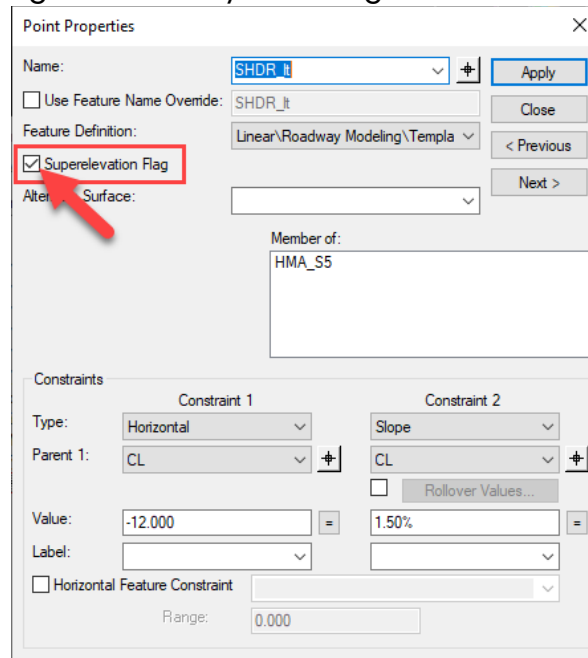 Point Properties
Name: SHDR_lt Apply
Use Feature Name Override: SHDR_lt Close
Feature Definition: Linear\Roadway Modeling\Templa < Previous
Superelevation Flag Next >
Surface:
Member of:
HMA_S5
Constraints
Constraint 1 Constraint 2
Type: Horizontal Slope
Parent 1: CL CL
Rollover Values...
Value: -12.000 = 1.50% =
Label:
Horizontal Feature Constraint
Range: 0.000